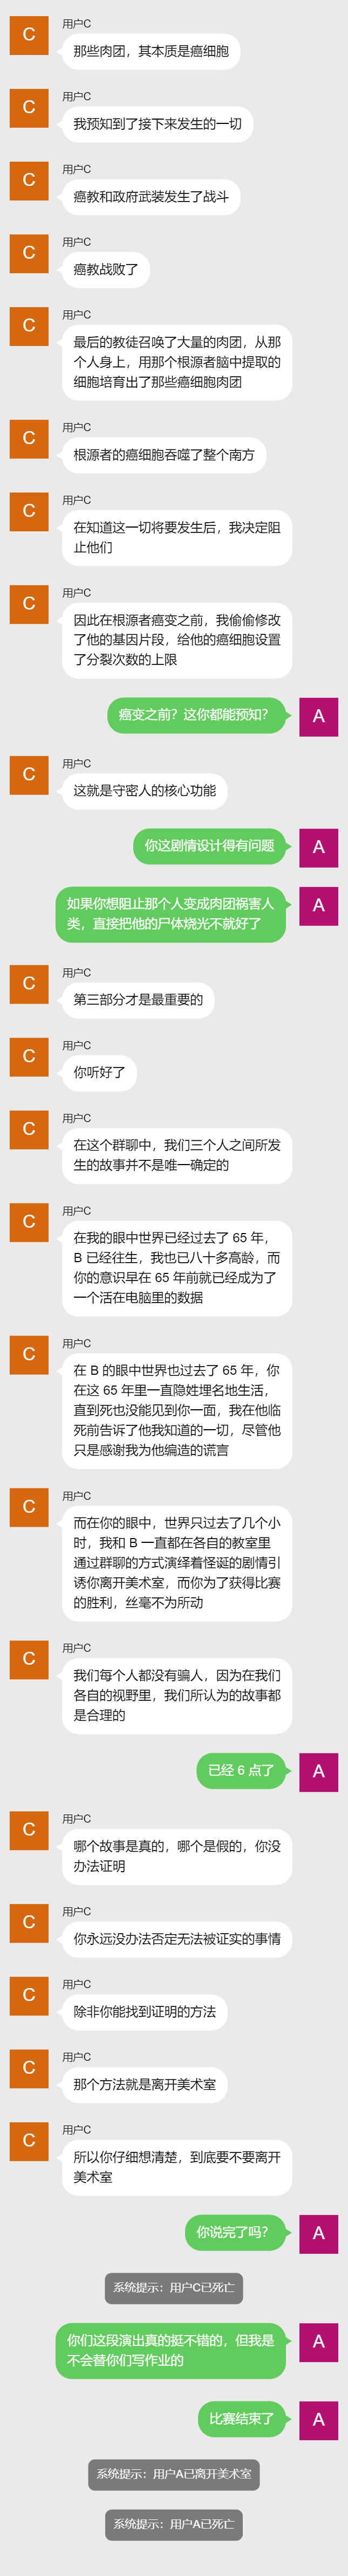 C
用户C
那些肉团，其本质是癌细胞
C
用户C
我预知到了接下来发生的一切
C
用户C
癌教和政府武装发生了战斗
C
用户C
癌教战败了
C
用户C
最后的教徒召唤了大量的肉团，从那
个人身上，用那个根源者脑中提取的
细胞培育出了那些癌细胞肉团
C
用户C
根源者的癌细胞吞噬了整个南方
C
用户C
在知道这一切将要发生后，我决定阻
止他们
C
用户C
因此在根源者癌变之前，我偷偷修改
了他的基因片段，给他的癌细胞设置
了分裂次数的上限
癌变之前？这你都能预知？
A
C
用户C
这就是守密人的核心功能
你这剧情设计得有问题
A
如果你想阻止那个人变成肉团祸害人
类，直接把他的尸体烧光不就好了
A
C
用户C
第三部分才是最重要的
C
用户C
你听好了
C
用户C
在这个群聊中，我们三个人之间所发
生的故事并不是唯一确定的
C
用户C
在我的眼中世界已经过去了 65 年，
B 已经往生，我也已八十多高龄，而
你的意识早在 65 年前就已经成为了
一个活在电脑里的数据
C
用户C
在 B 的眼中世界也过去了 65 年，你
在这 65 年里一直隐姓埋名地生活，
直到死也没能见到你一面，我在他临
死前告诉了他我知道的一切，尽管他
只是感谢我为他编造的谎言
C
用户C
而在你的眼中，世界只过去了几个小
时，我和 B 一直都在各自的教室里
通过群聊的方式演绎着怪诞的剧情引
诱你离开美术室，而你为了获得比赛
的胜利，丝毫不为所动
C
用户C
我们每个人都没有骗人，因为在我们
各自的视野里，我们所认为的故事都
是合理的
已经 6 点了
A
C
用户C
哪个故事是真的，哪个是假的，你没
办法证明
C
用户C
你永远没办法否定无法被证实的事情
C
用户C
除非你能找到证明的方法
C
用户C
那个方法就是离开美术室
C
用户C
所以你仔细想清楚，到底要不要离开
美术室
你说完了吗？
A
系统提示：用户C已死亡
你们这段演出真的挺不错的，但我是
不会替你们写作业的
A
比赛结束了
A
系统提示：用户A已离开美术室
系统提示：用户A已死亡